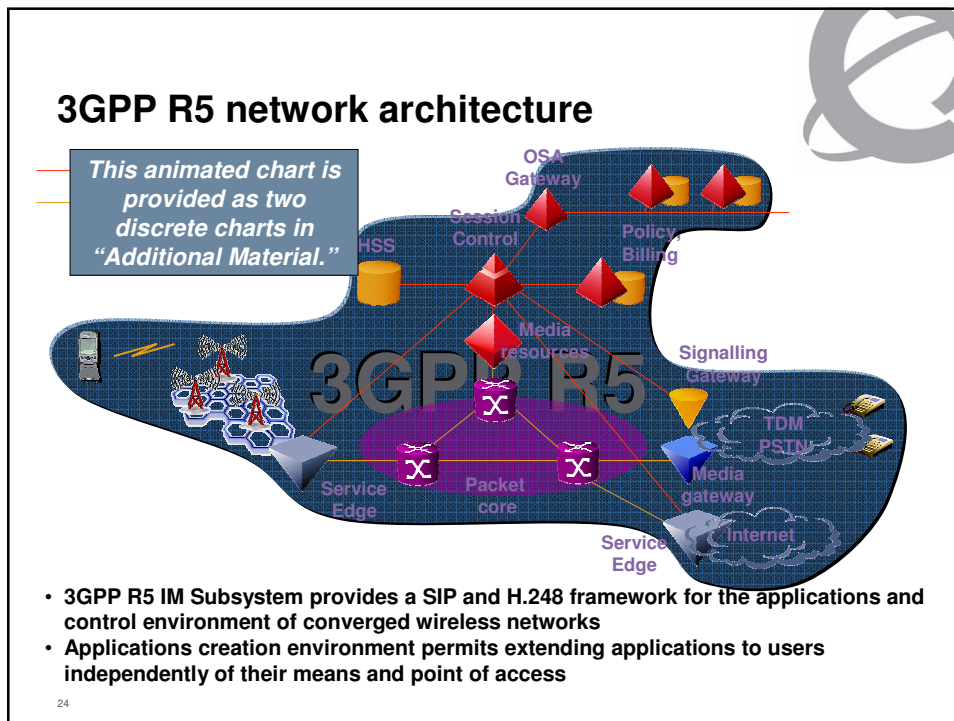 3GPP R5 network architecture
This animated chart is
provided as two
discrete charts in
“Additional Material.”
OSA
Gateway
Session
Control
HSS
Policy,
Billing
Media
resources
3GPP R5
Signalling
Gateway
TDM
PSTN
Media
gateway
Service
Edge
Packet
core
Internet
Service
Edge
• 3GPP R5 IM Subsystem provides a SIP and H.248 framework for the applications and
control environment of converged wireless networks
• Applications creation environment permits extending applications to users
independently of their means and point of access
24